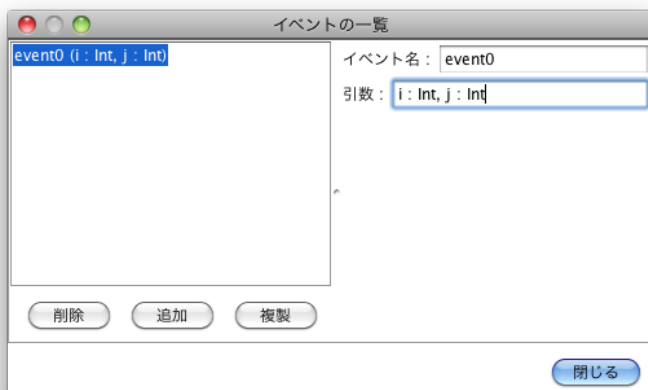 イベントの一覧
event0 (i : Int, j : Int)
イベント名 : event0
引数 : i : Int, j : Int
削除 追加 複製
閉じる